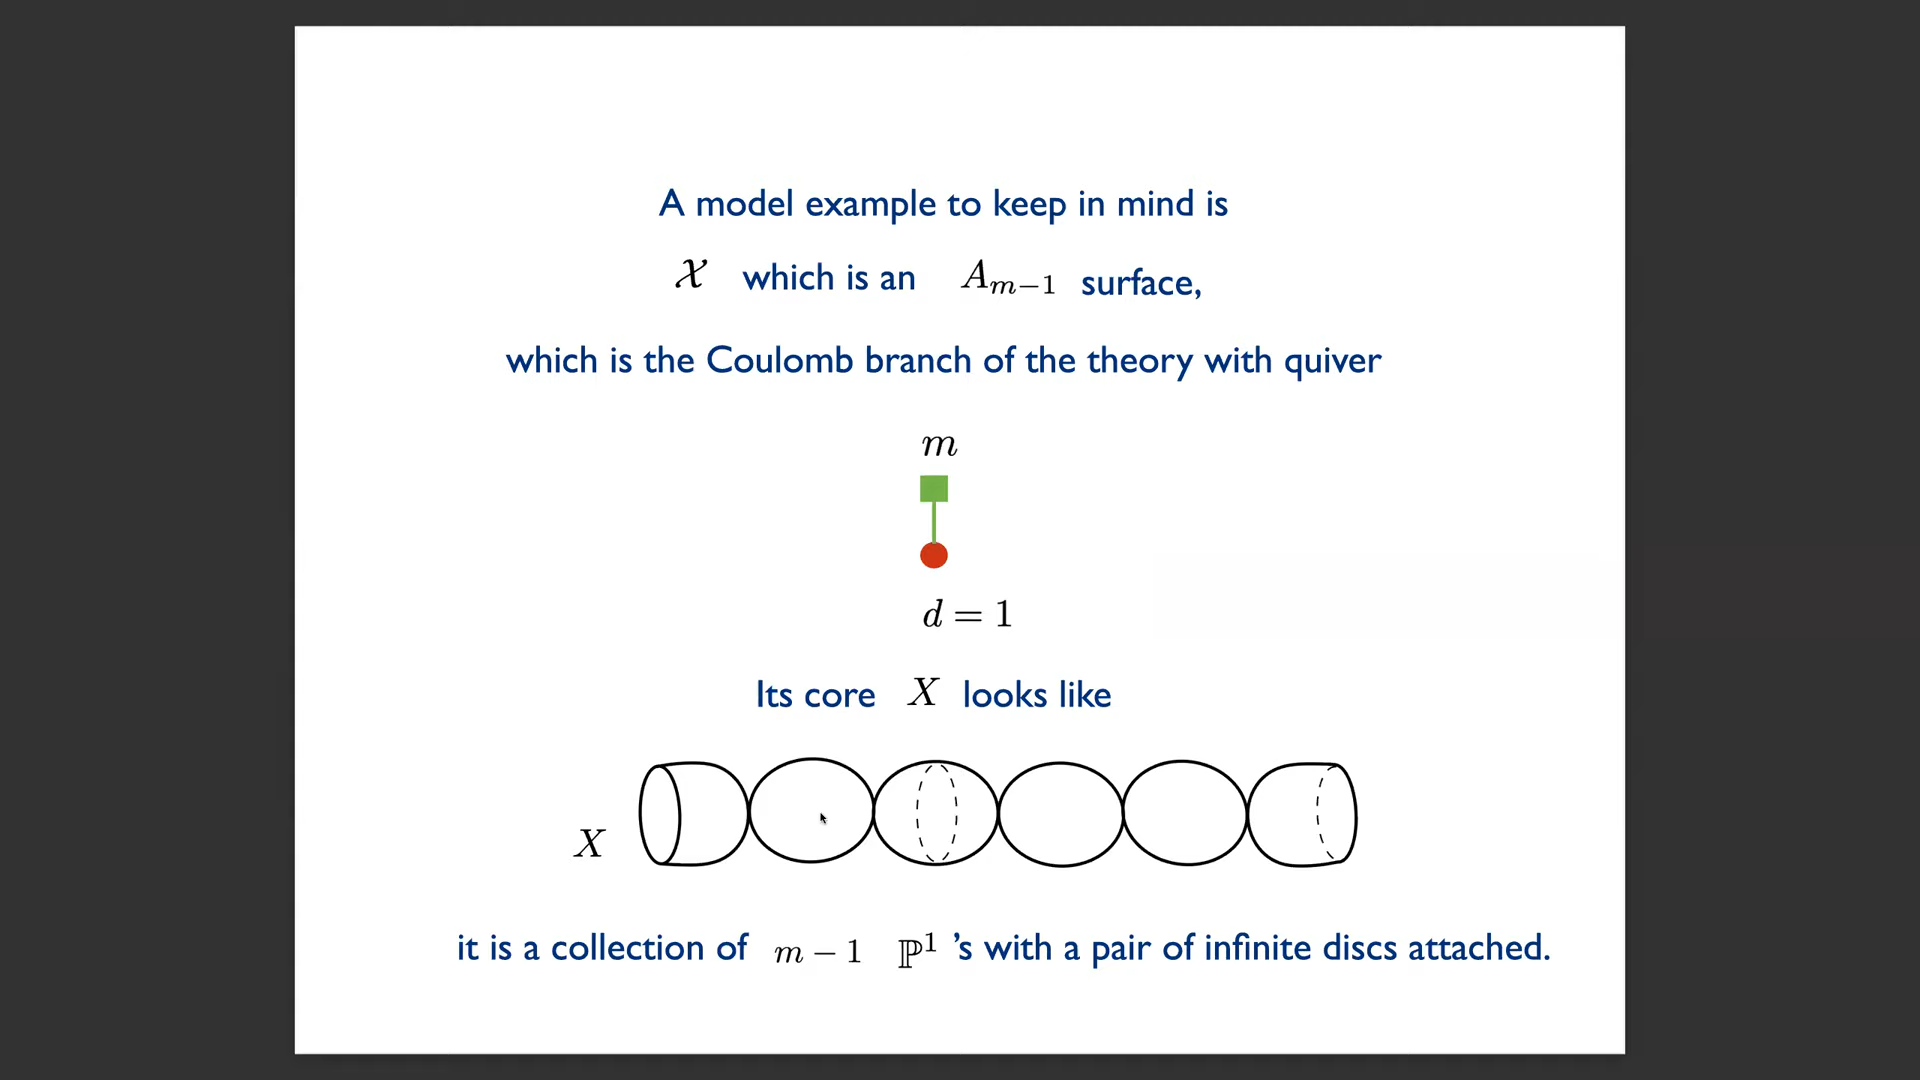 A model example to keep in mind is
𝒳 which is an A_{m−1} surface,
which is the Coulomb branch of the theory with quiver
m
d = 1
Its core X looks like
X
it is a collection of m − 1 ℙ¹ 's with a pair of infinite discs attached.